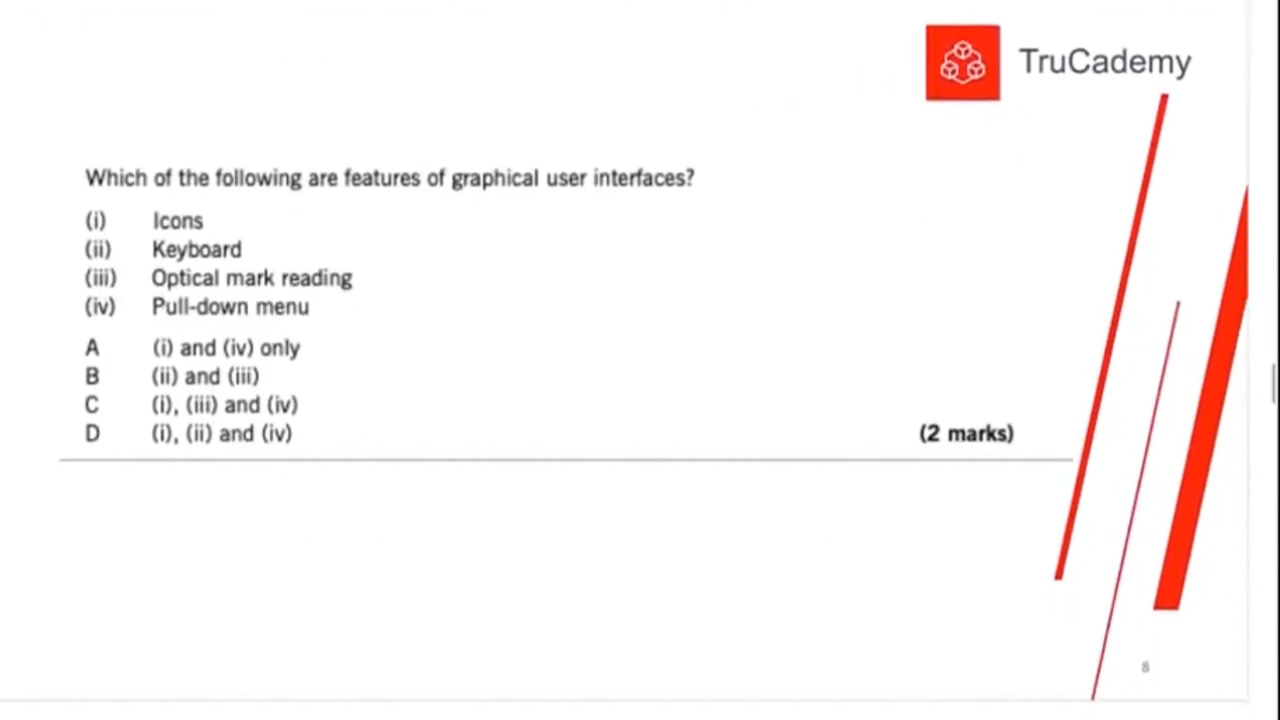 TruCademy
Which of the following are features of graphical user interfaces?
(i) Icons
(ii) Keyboard
(iii) Optical mark reading
(iv) Pull-down menu
A (i) and (iv) only
B (ii) and (iii)
C (i), (iii) and (iv)
D (i), (ii) and (iv) (2 marks)
8